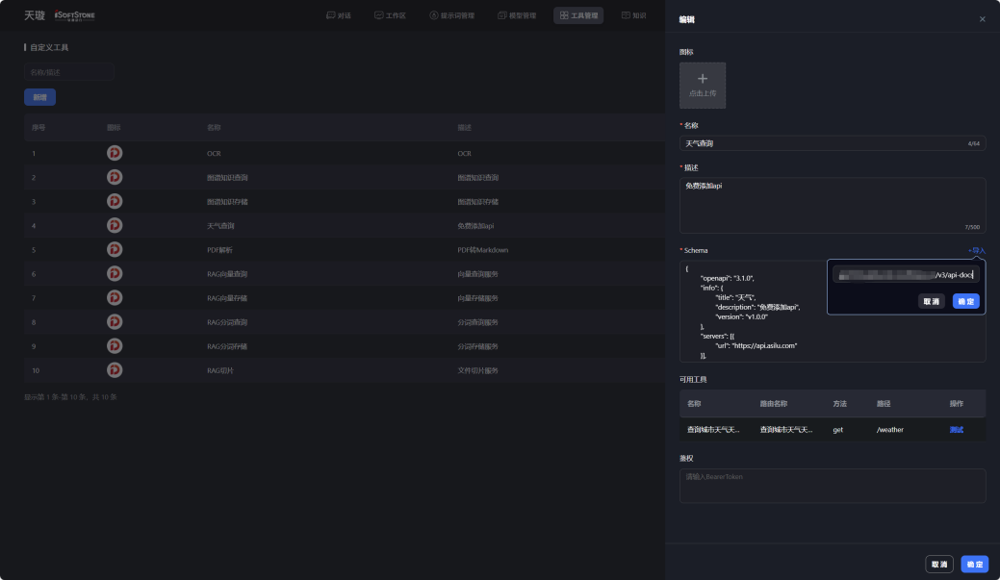 天璇 iSoftStone
对话 工作区 提示词管理 模型管理 工具管理 知识
自定义工具
名称/描述
新增
序号 图标 名称 描述
1 OCR OCR
2 图谱知识查询 图谱知识查询
3 图谱知识存储 图谱知识存储
4 天气查询 免费添加api
5 PDF解析 PDF转Markdown
6 RAG向量查询 向量查询服务
7 RAG向量存储 向量存储服务
8 RAG分词查询 分词查询服务
9 RAG分词存储 分词存储服务
10 RAG切片 文件切片服务
显示第 1 条-第 10 条，共 10 条
编辑
图标
点击上传
* 名称
天气查询 4/64
* 描述
免费添加api
7/500
* Schema +导入
{
"openapi": "3.1.0",
"info": {
"title": "天气",
"description": "免费添加api",
"version": "v1.0.0"
},
"servers": [{
"url": "https://api.asilu.com"
}],
/v3/api-docs
取消 确定
可用工具
名称 路由名称 方法 路径 操作
查询城市天气天... 查询城市天气天... get /weather 测试
鉴权
请输入BearerToken
取消 确定